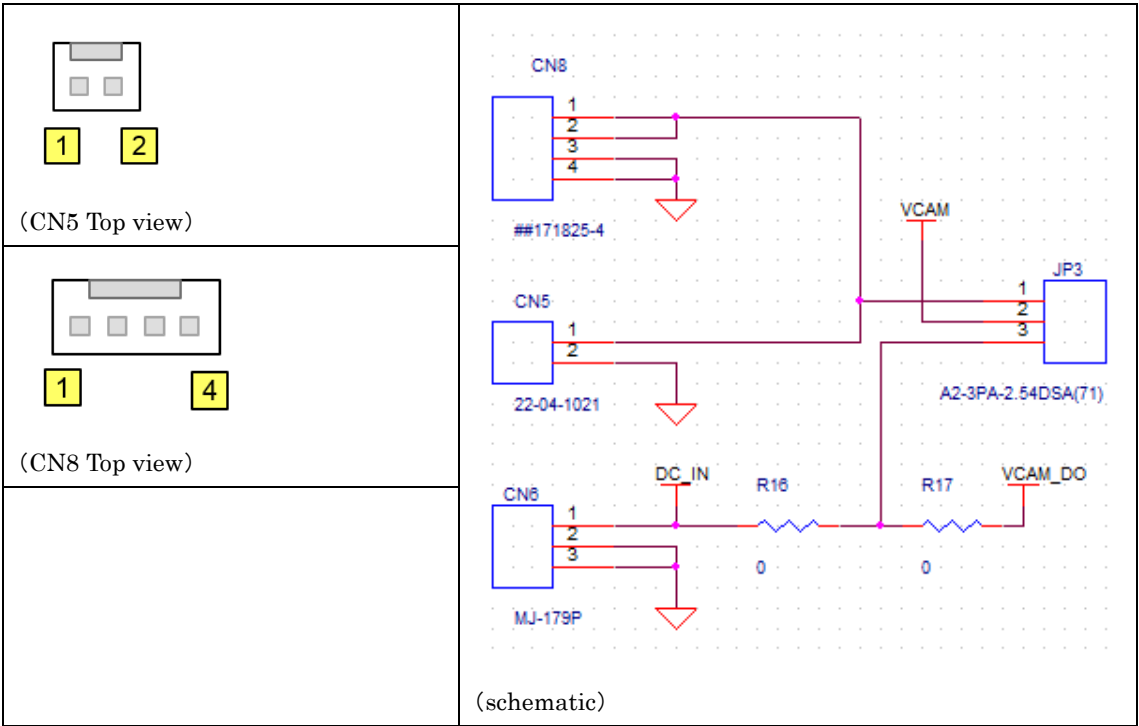 1 2
（CN5 Top view）
1 4
（CN8 Top view）
CN8
1
2
3
4
##171825-4
CN5
1
2
22-04-1021
CN6
1
2
3
MJ-179P
DC_IN
R16
0
R17
0
VCAM_DO
VCAM
JP3
1
2
3
A2-3PA-2.54DSA(71)
（schematic）